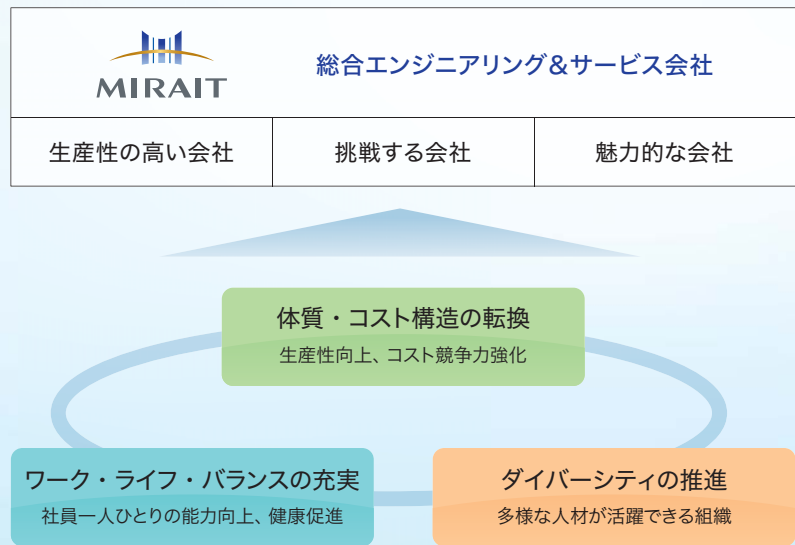 MIRAIT
総合エンジニアリング&サービス会社
生産性の高い会社
挑戦する会社
魅力的な会社
体質・コスト構造の転換
生産性向上、コスト競争力強化
ワーク・ライフ・バランスの充実
社員一人ひとりの能力向上、健康促進
ダイバーシティの推進
多様な人材が活躍できる組織